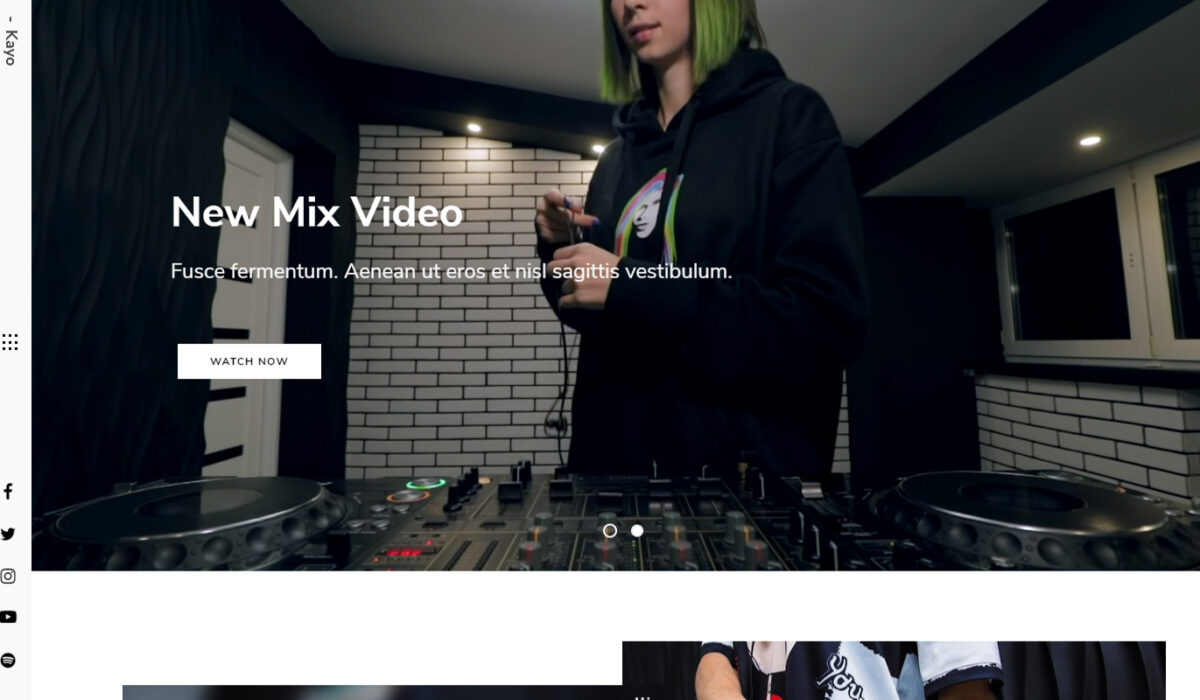 - Kayo
New Mix Video
Fusce fermentum. Aenean ut eros et nisl sagittis vestibulum.
WATCH NOW